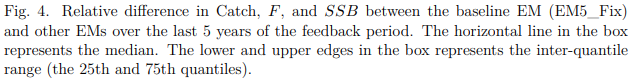 Fig. 4. Relative difference in Catch, F, and SSB between the baseline EM (EM5_Fix)
and other EMs over the last 5 years of the feedback period. The horizontal line in the box
represents the median. The lower and upper edges in the box represents the inter-quantile
range (the 25th and 75th quantiles).